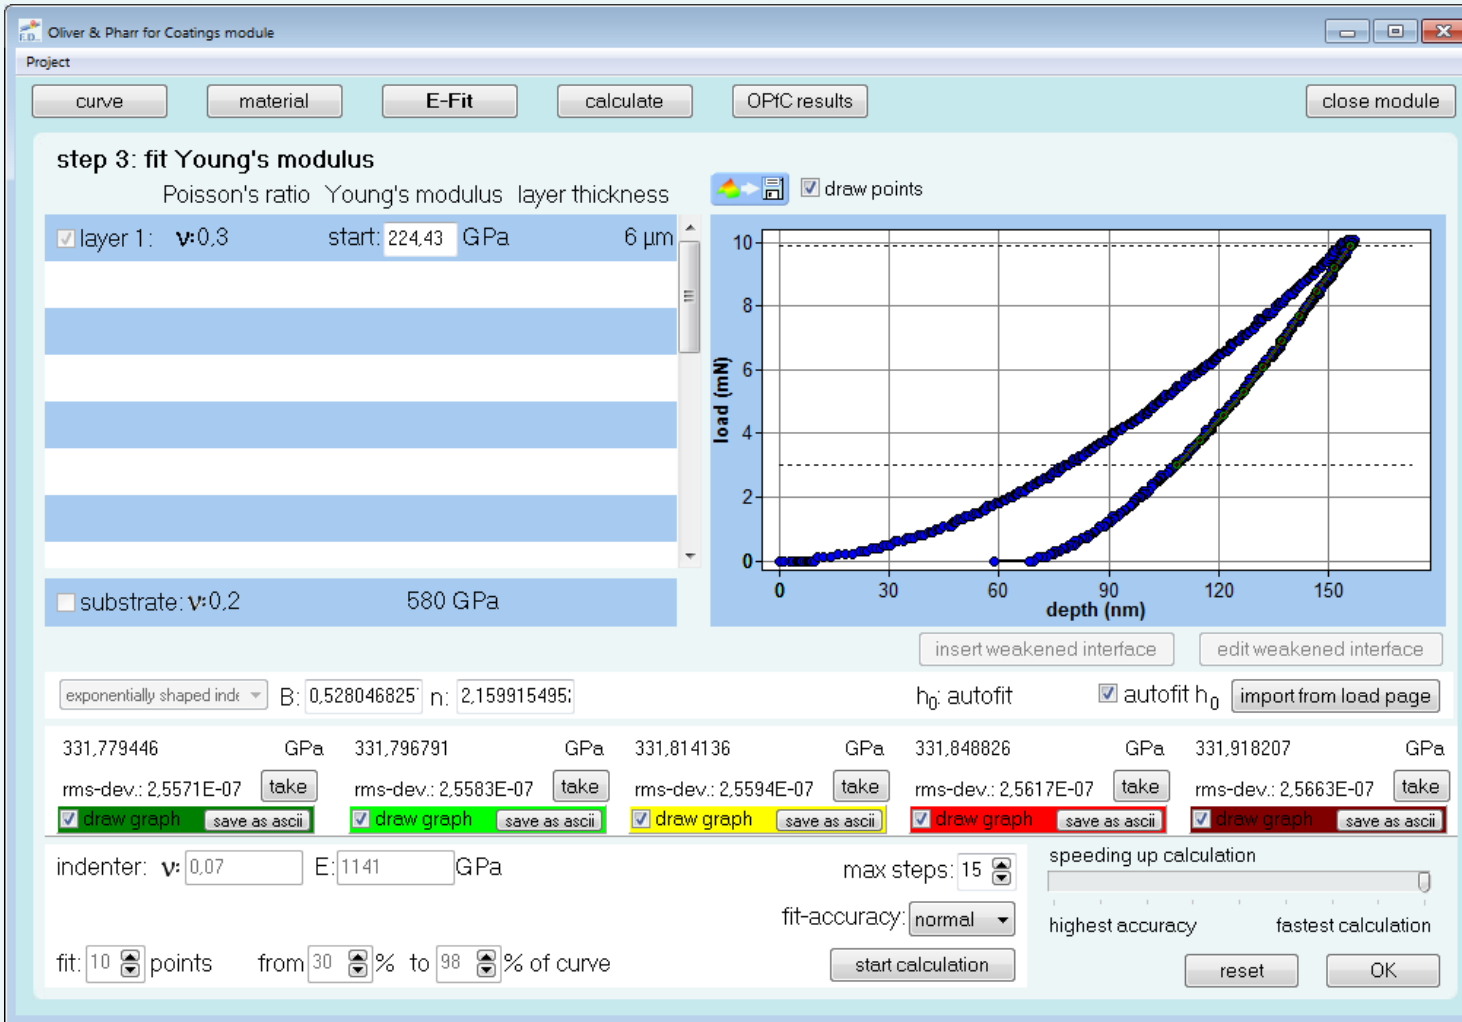 Oliver & Pharr for Coatings module
Project
curve material E-Fit calculate OPfC results close module
step 3: fit Young's modulus
Poisson's ratio Young's modulus layer thickness
draw points
layer 1: ν:0,3 start: 224,43 GPa 6 µm
substrate: ν:0,2 580 GPa
load (mN)
10
8
6
4
2
0
0 30 60 90 120 150
depth (nm)
insert weakened interface edit weakened interface
exponentially shaped inde B: 0,528046825 n: 2,159915495 h0: autofit autofit h0 import from load page
331,779446 GPa 331,796791 GPa 331,814136 GPa 331,848826 GPa 331,918207 GPa
rms-dev.: 2,5571E-07 take rms-dev.: 2,5583E-07 take rms-dev.: 2,5594E-07 take rms-dev.: 2,5617E-07 take rms-dev.: 2,5663E-07 take
draw graph save as ascii draw graph save as ascii draw graph save as ascii draw graph save as ascii draw graph save as ascii
indenter: ν: 0,07 E: 1141 GPa max steps: 15 speeding up calculation
fit-accuracy: normal highest accuracy fastest calculation
fit: 10 points from 30 % to 98 % of curve start calculation reset OK